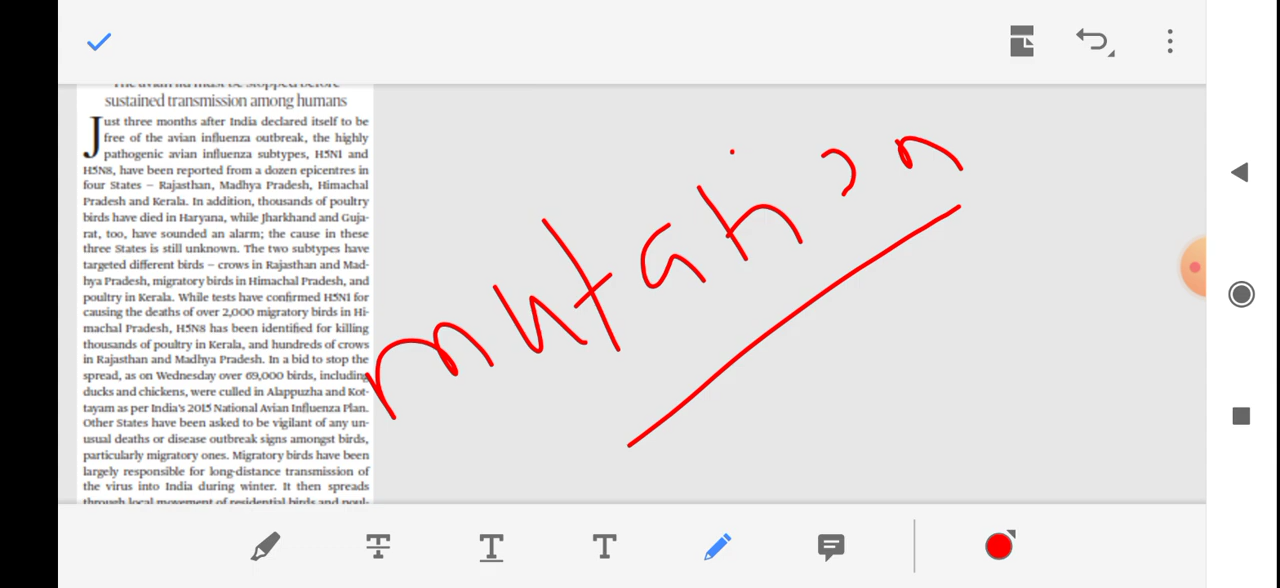 sustained transmission among humans
Just three months after India declared itself to be
free of the avian influenza outbreak, the highly
pathogenic avian influenza subtypes, H5N1 and
H5N8, have been reported from a dozen epicentres in
four States – Rajasthan, Madhya Pradesh, Himachal
Pradesh and Kerala. In addition, thousands of poultry
birds have died in Haryana, while Jharkhand and Guja-
rat, too, have sounded an alarm; the cause in these
three States is still unknown. The two subtypes have
targeted different birds – crows in Rajasthan and Mad-
hya Pradesh, migratory birds in Himachal Pradesh, and
poultry in Kerala. While tests have confirmed H5N1 for
causing the deaths of over 2,000 migratory birds in Hi-
machal Pradesh, H5N8 has been identified for killing
thousands of poultry in Kerala, and hundreds of crows
in Rajasthan and Madhya Pradesh. In a bid to stop the
spread, as on Wednesday over 69,000 birds, including
ducks and chickens, were culled in Alappuzha and Kot-
tayam as per India's 2015 National Avian Influenza Plan.
Other States have been asked to be vigilant of any un-
usual deaths or disease outbreak signs amongst birds,
particularly migratory ones. Migratory birds have been
largely responsible for long-distance transmission of
the virus into India during winter. It then spreads
through local movement of residential birds and poul-
mutation